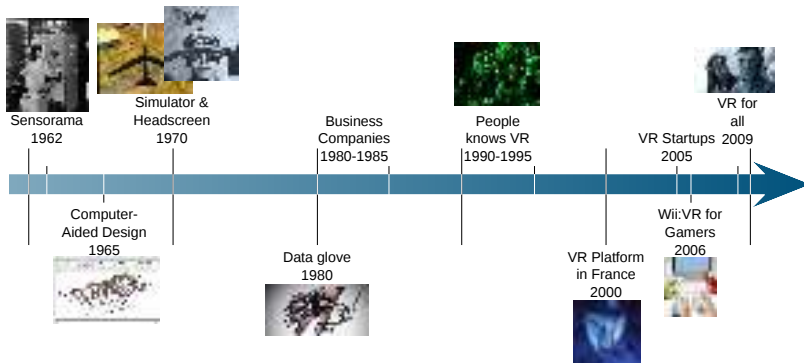 Sensorama
1962
Simulator &
Headscreen
1970
Business
Companies
1980-1985
People
knows VR
1990-1995
VR Startups
2005
VR for
all
2009
Computer-
Aided Design
1965
Data glove
1980
VR Platform
in France
2000
Wii:VR for
Gamers
2006